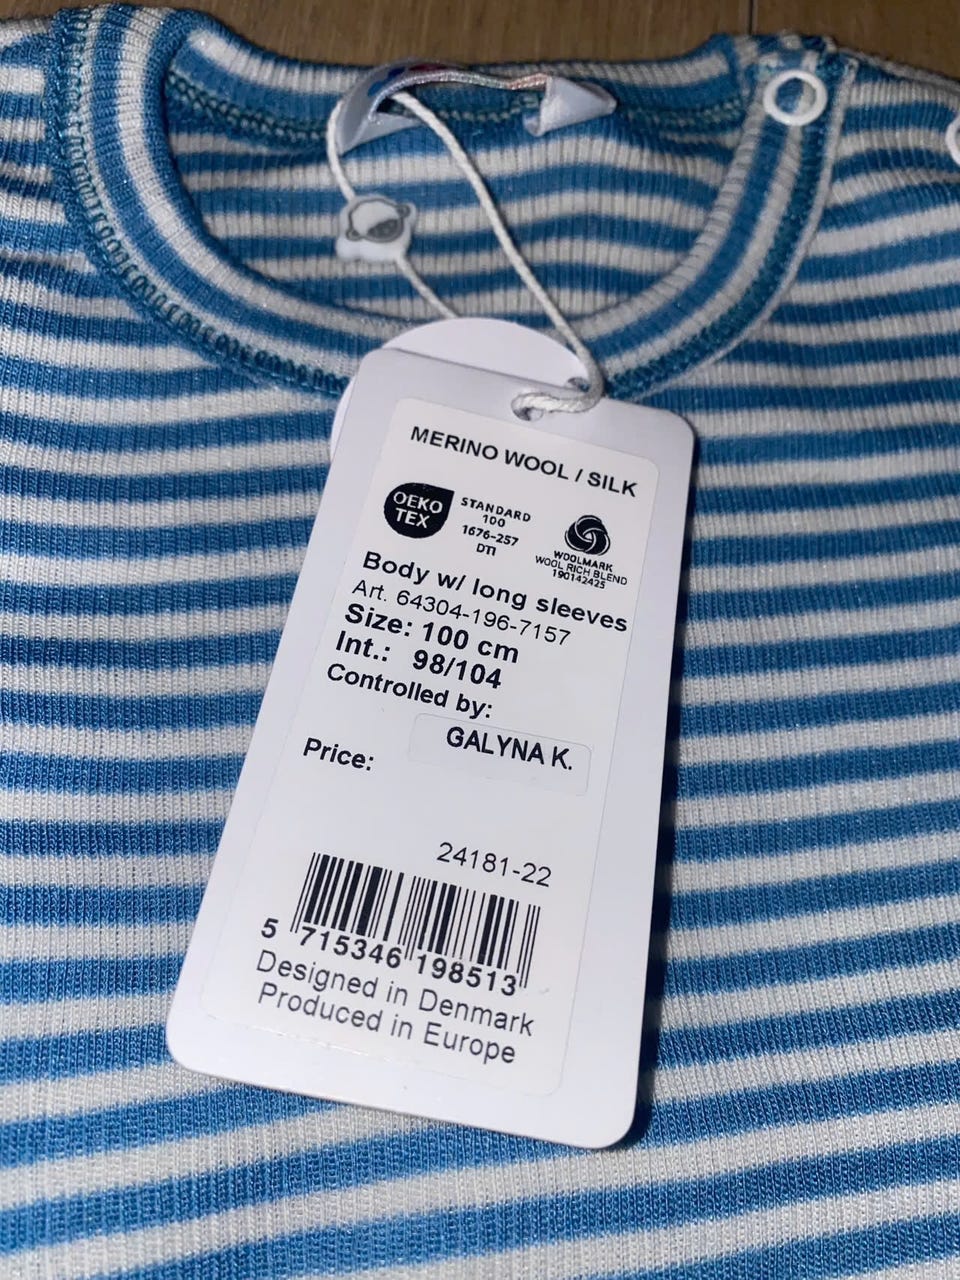 MERINO WOOL / SILK
OEKO
TEX
STANDARD
100
1676-257
DTI
WOOLMARK
WOOL RICH BLEND
190142425
Body w/ long sleeves
Art. 64304-196-7157
Size: 100 cm
Int.: 98/104
Controlled by:
GALYNA K.
Price:
24181-22
5 715346 198513
Designed in Denmark
Produced in Europe